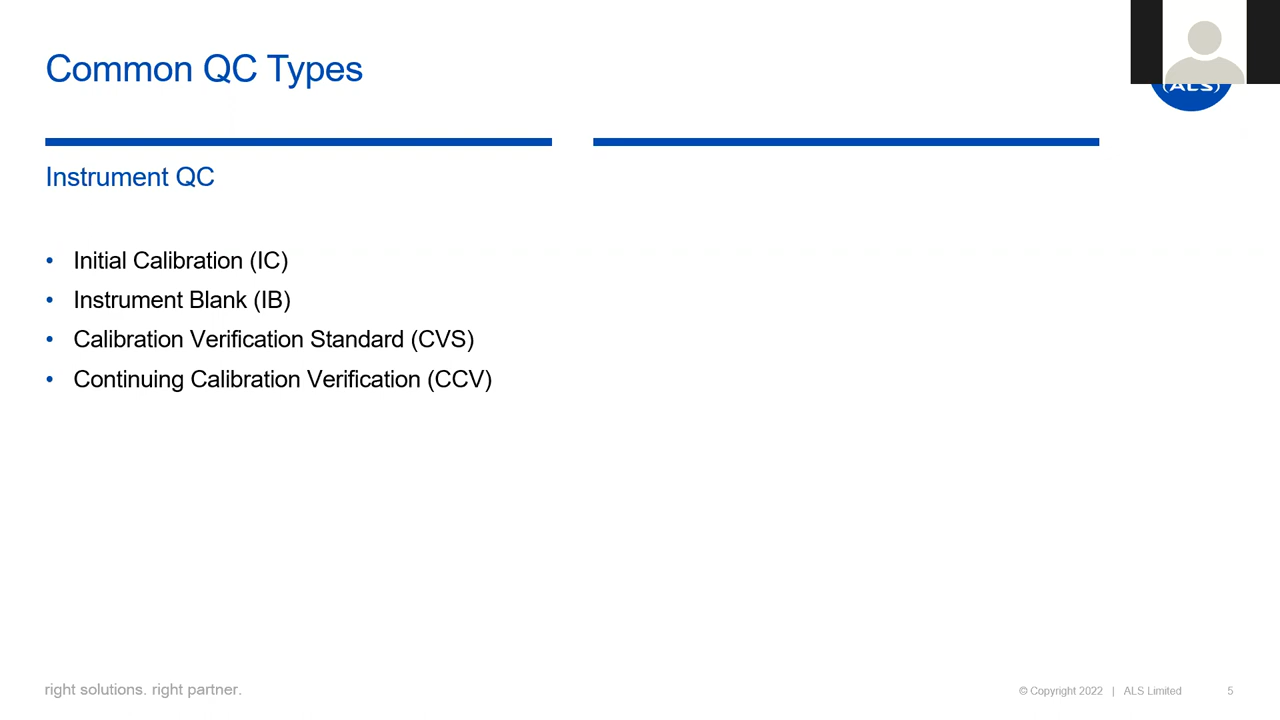 Common QC Types
(ALS)
Instrument QC
• Initial Calibration (IC)
• Instrument Blank (IB)
• Calibration Verification Standard (CVS)
• Continuing Calibration Verification (CCV)
right solutions. right partner.
© Copyright 2022 | ALS Limited 5